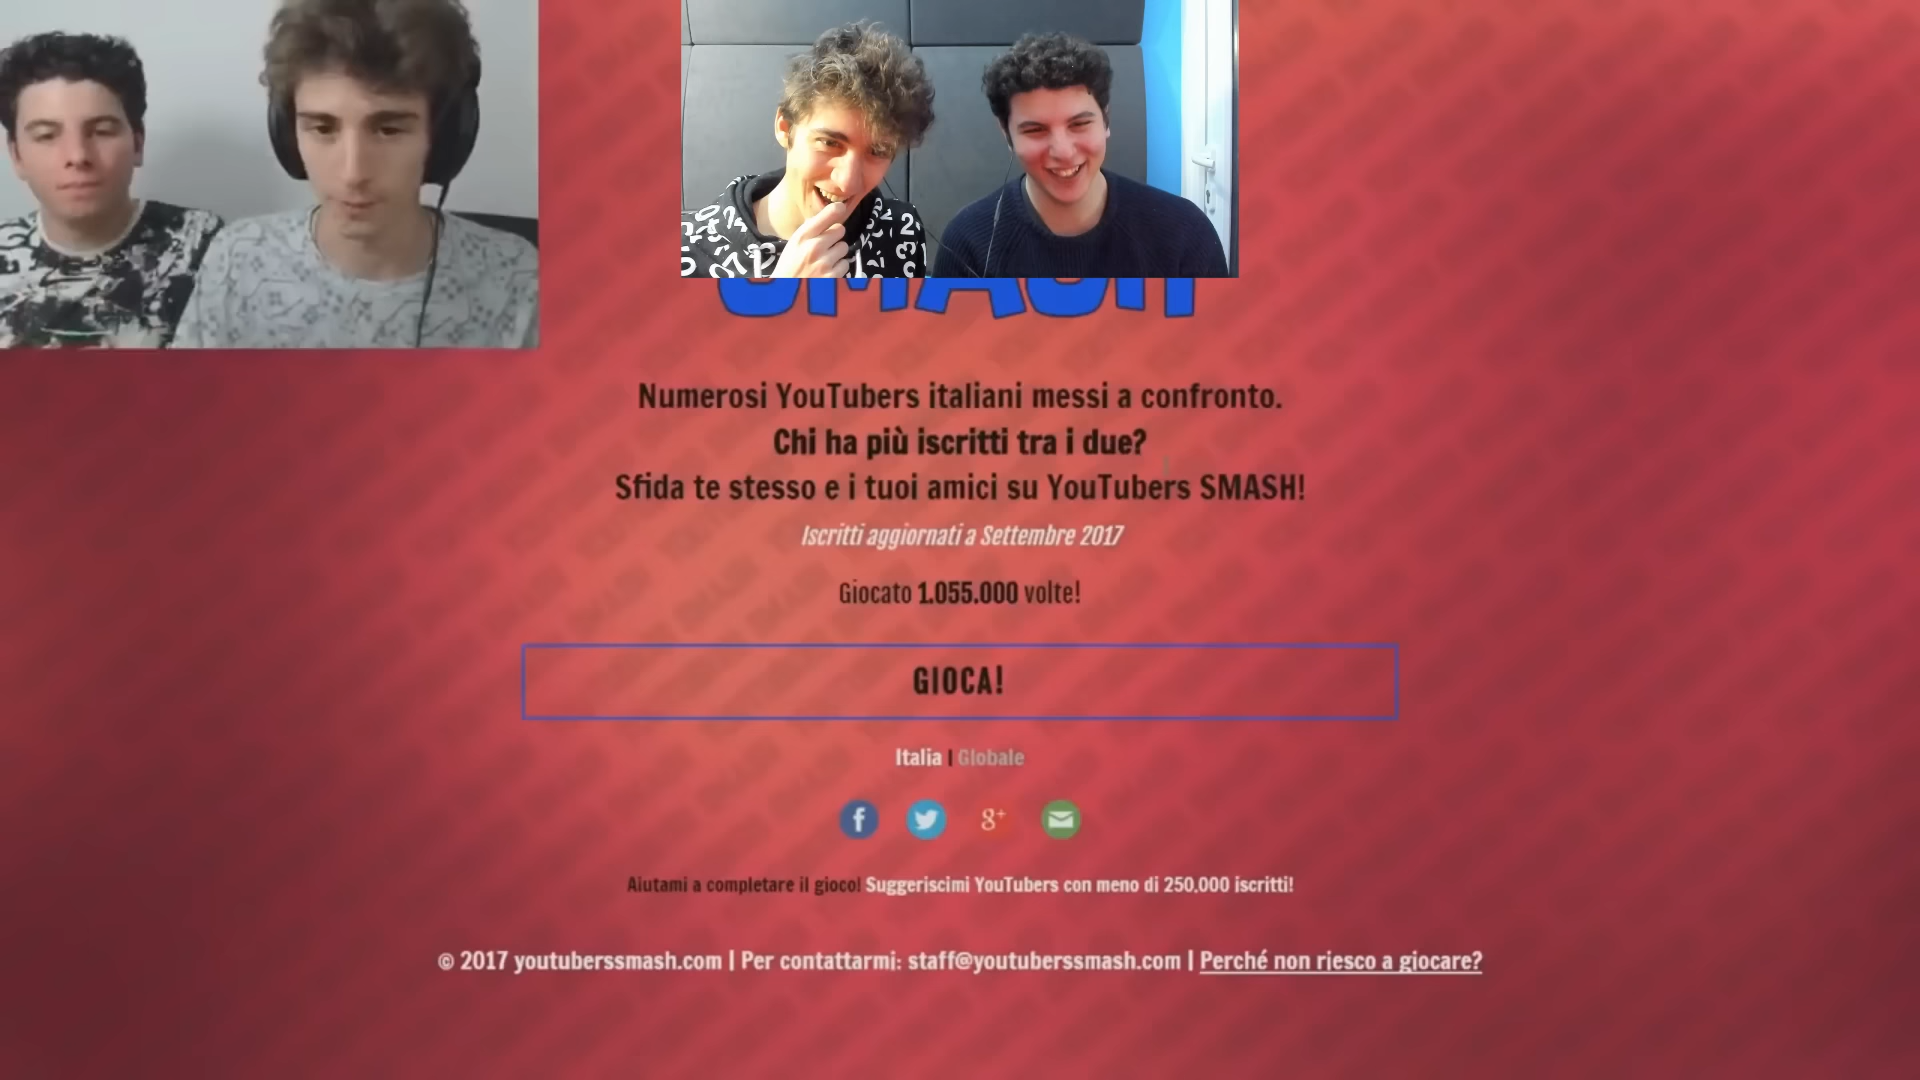 SMASH
Numerosi YouTubers italiani messi a confronto.
Chi ha più iscritti tra i due?
Sfida te stesso e i tuoi amici su YouTubers SMASH!
Iscritti aggiornati a Settembre 2017
Giocato 1.055.000 volte!
GIOCA!
Italia | Globale
Aiutami a completare il gioco! Suggeriscimi YouTubers con meno di 250.000 iscritti!
© 2017 youtuberssmash.com | Per contattarmi: staff@youtuberssmash.com | Perché non riesco a giocare?